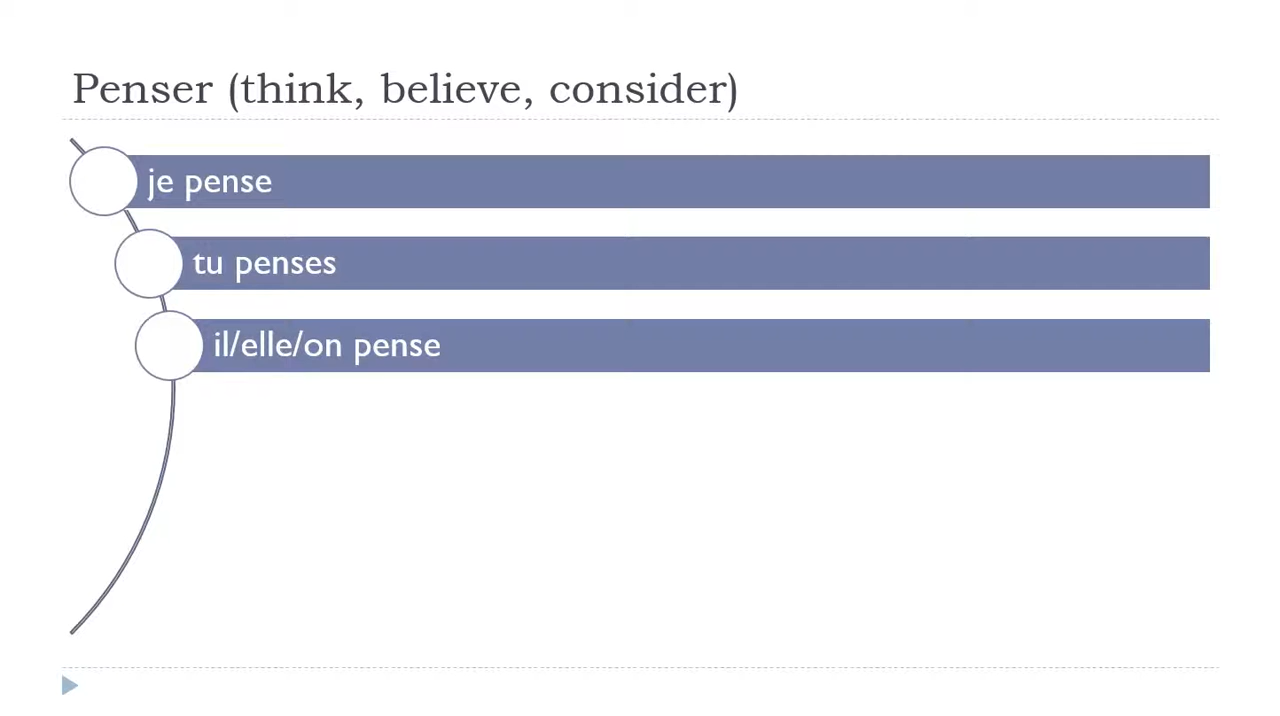 Penser (think, believe, consider)
je pense
tu penses
il/elle/on pense